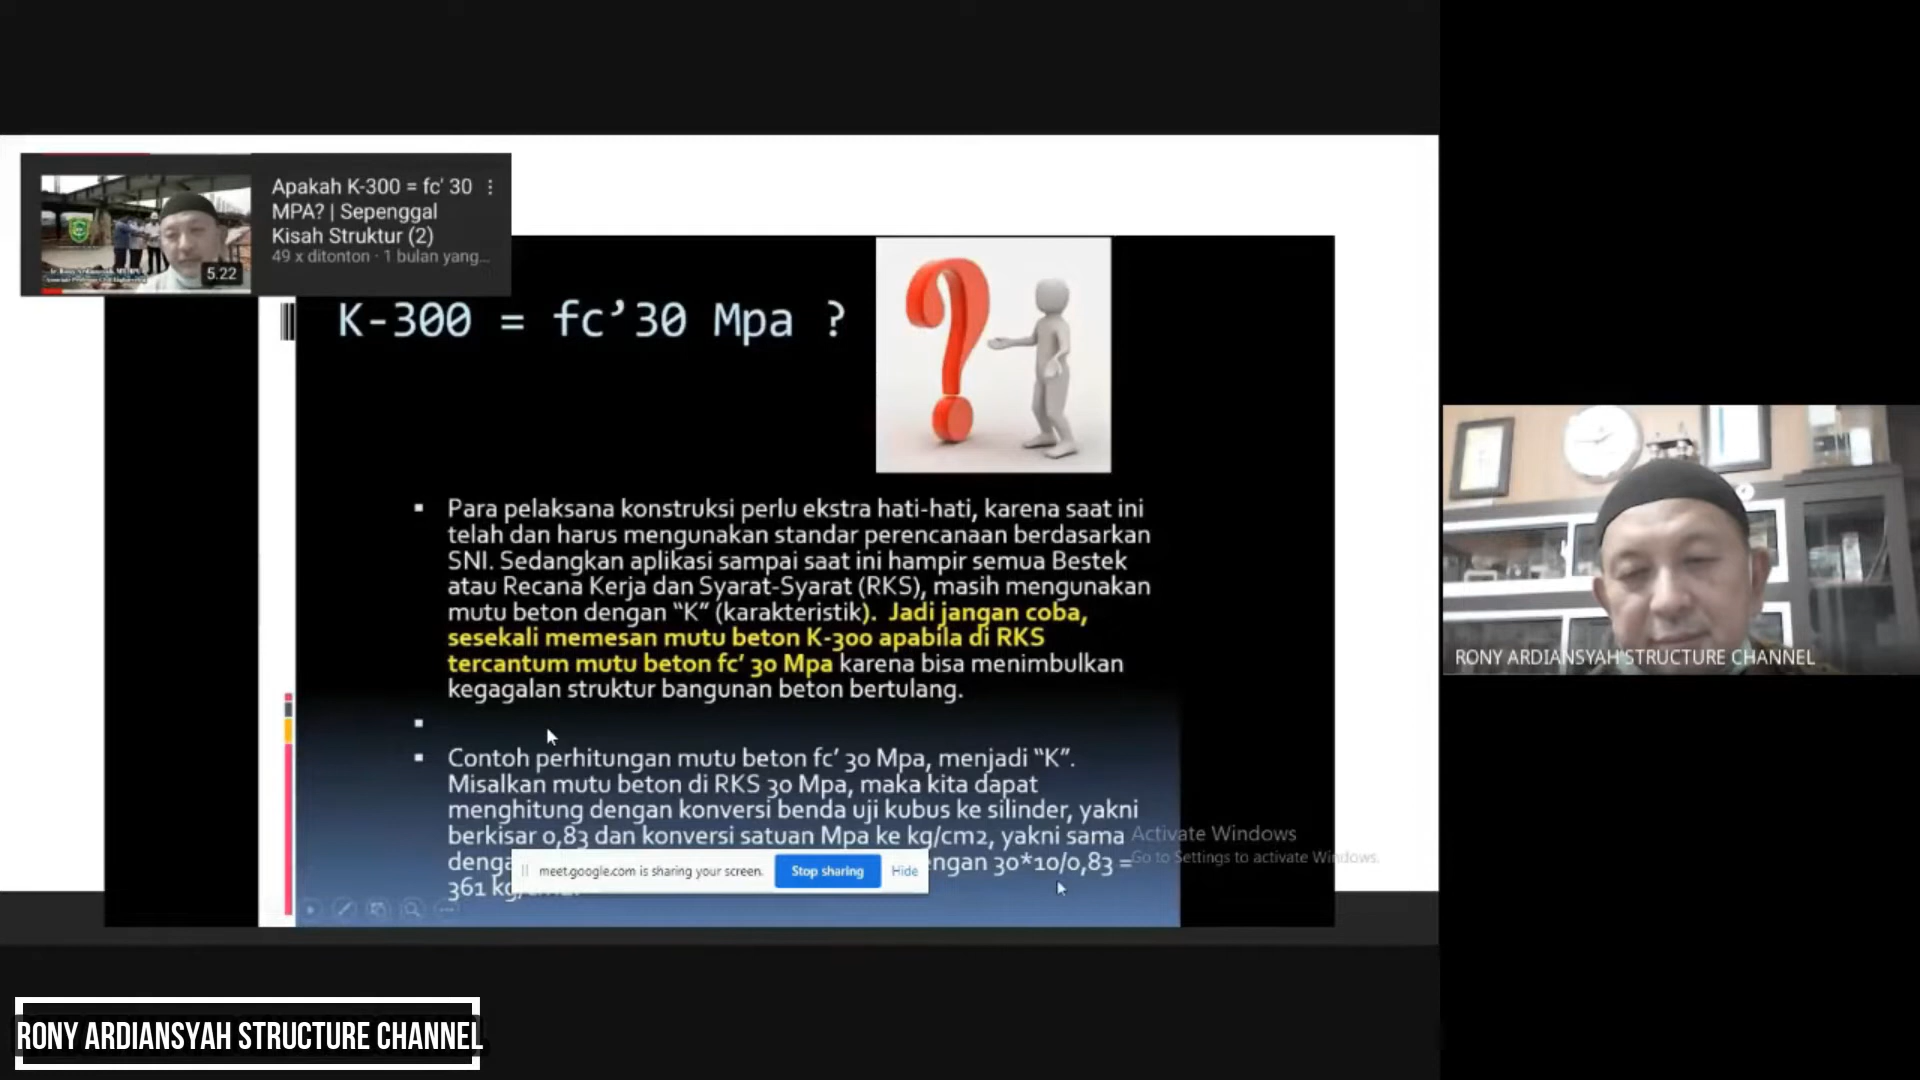 Apakah K-300 = fc' 30
MPA? | Sepenggal
Kisah Struktur (2)
49 x ditonton · 1 bulan yang...
5.22
K-300 = fc’30 Mpa ?
▪ Para pelaksana konstruksi perlu ekstra hati-hati, karena saat ini
telah dan harus mengunakan standar perencanaan berdasarkan
SNI. Sedangkan aplikasi sampai saat ini hampir semua Bestek
atau Recana Kerja dan Syarat-Syarat (RKS), masih mengunakan
mutu beton dengan “K” (karakteristik). Jadi jangan coba,
sesekali memesan mutu beton K-300 apabila di RKS
tercantum mutu beton fc’ 30 Mpa karena bisa menimbulkan
kegagalan struktur bangunan beton bertulang.
▪
▪ Contoh perhitungan mutu beton fc’ 30 Mpa, menjadi “K”.
Misalkan mutu beton di RKS 30 Mpa, maka kita dapat
menghitung dengan konversi benda uji kubus ke silinder, yakni
berkisar 0,83 dan konversi satuan Mpa ke kg/cm2, yakni sama
30*10/0,83 =
361
meet.google.com is sharing your screen.
Stop sharing
Hide
Activate Windows
Go to Settings to activate Windows.
RONY ARDIANSYAH STRUCTURE CHANNEL
RONY ARDIANSYAH STRUCTURE CHANNEL